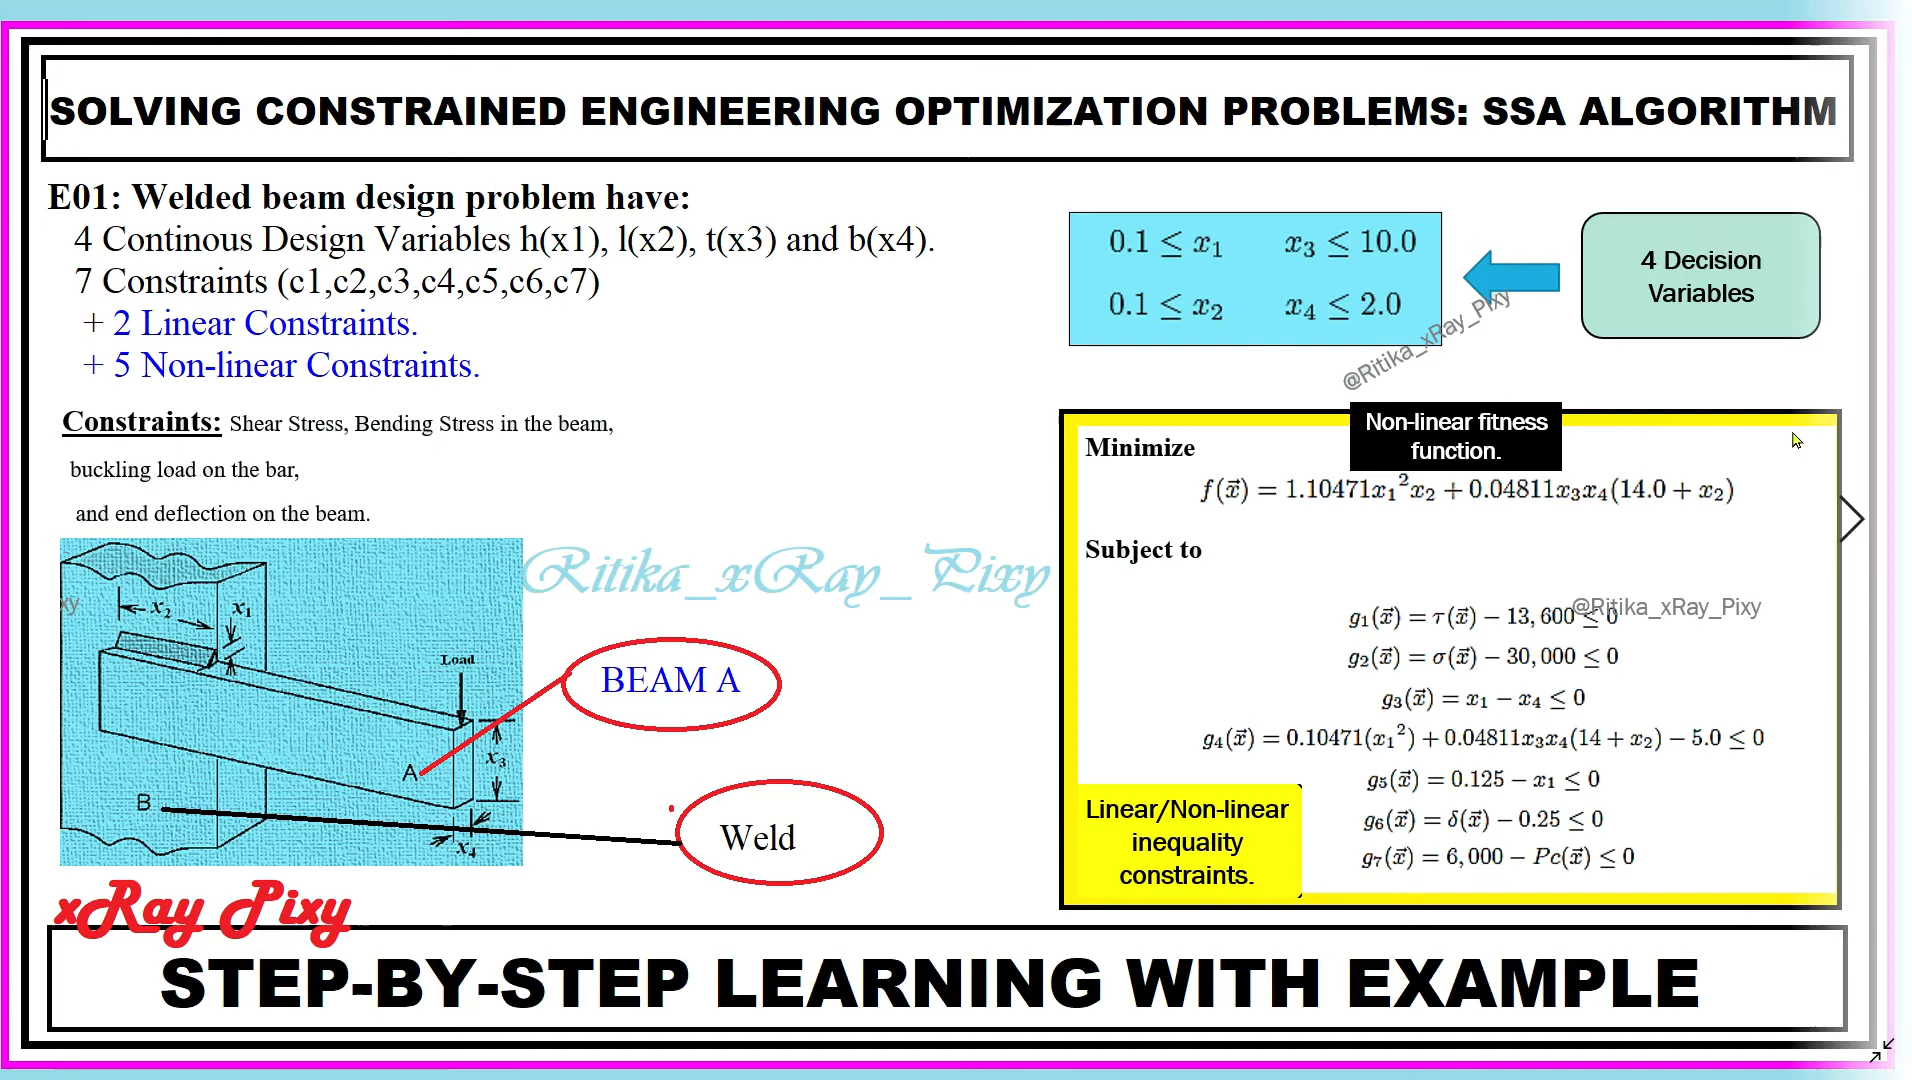 SOLVING CONSTRAINED ENGINEERING OPTIMIZATION PROBLEMS: SSA ALGORITHM
E01: Welded beam design problem have:
4 Continous Design Variables h(x1), l(x2), t(x3) and b(x4).
7 Constraints (c1,c2,c3,c4,c5,c6,c7)
+ 2 Linear Constraints.
+ 5 Non-linear Constraints.
Constraints: Shear Stress, Bending Stress in the beam,
buckling load on the bar,
and end deflection on the beam.
xy
x₂
x₁
Load
A
x₃
B
x₄
BEAM A
Weld
Ritika_xRay_Pixy
xRay Pixy
0.1 ≤ x₁ x₃ ≤ 10.0
0.1 ≤ x₂ x₄ ≤ 2.0
4 Decision
Variables
@Ritika_xRay_Pixy
Non-linear fitness
function.
Minimize
f(x⃗) = 1.10471x₁²x₂ + 0.04811x₃x₄(14.0 + x₂)
Subject to
@Ritika_xRay_Pixy
g₁(x⃗) = τ(x⃗) − 13,600 ≤ 0
g₂(x⃗) = σ(x⃗) − 30,000 ≤ 0
g₃(x⃗) = x₁ − x₄ ≤ 0
g₄(x⃗) = 0.10471(x₁²) + 0.04811x₃x₄(14 + x₂) − 5.0 ≤ 0
g₅(x⃗) = 0.125 − x₁ ≤ 0
g₆(x⃗) = δ(x⃗) − 0.25 ≤ 0
g₇(x⃗) = 6,000 − Pc(x⃗) ≤ 0
Linear/Non-linear
inequality
constraints.
STEP-BY-STEP LEARNING WITH EXAMPLE